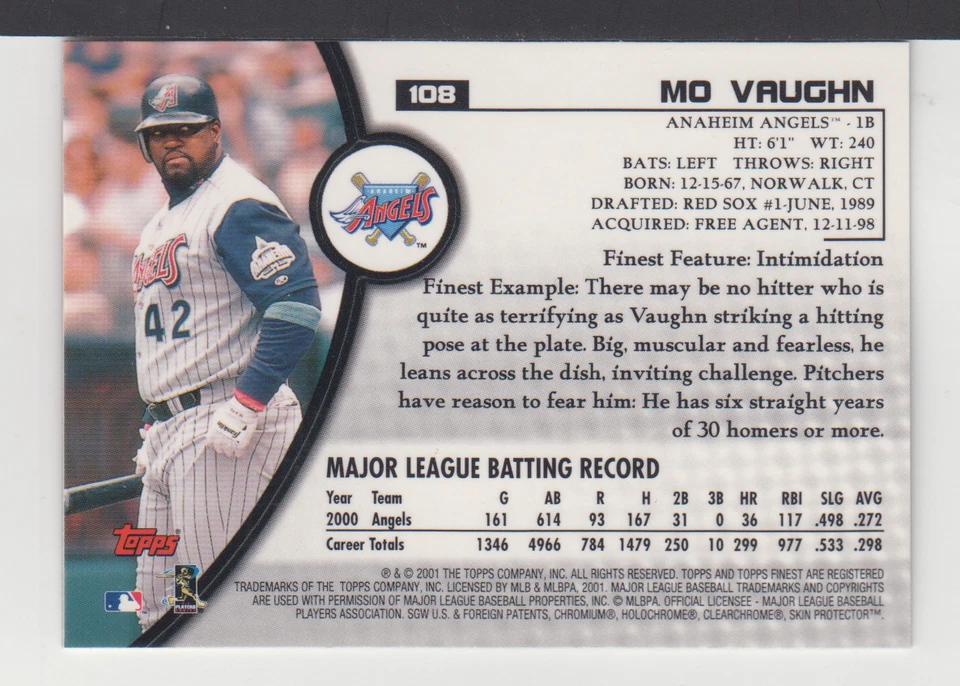 108
MO VAUGHN
ANAHEIM ANGELS™ - 1B
HT: 6'1" WT: 240
BATS: LEFT THROWS: RIGHT
BORN: 12-15-67, NORWALK, CT
DRAFTED: RED SOX #1-JUNE, 1989
ACQUIRED: FREE AGENT, 12-11-98
ANAHEIM
ANGELS
™
Finest Feature: Intimidation
Finest Example: There may be no hitter who is
quite as terrifying as Vaughn striking a hitting
pose at the plate. Big, muscular and fearless, he
leans across the dish, inviting challenge. Pitchers
have reason to fear him: He has six straight years
of 30 homers or more.
A
ANGELS
42
ANAHEIM
Franklin
MAJOR LEAGUE BATTING RECORD
Year Team G AB R H 2B 3B HR RBI SLG AVG
2000 Angels 161 614 93 167 31 0 36 117 .498 .272
Career Totals 1346 4966 784 1479 250 10 299 977 .533 .298
Topps®
PLAYERS
® & © 2001 THE TOPPS COMPANY, INC. ALL RIGHTS RESERVED. TOPPS AND TOPPS FINEST ARE REGISTERED
TRADEMARKS OF THE TOPPS COMPANY, INC. LICENSED BY MLB & MLBPA, 2001. MAJOR LEAGUE BASEBALL TRADEMARKS AND COPYRIGHTS
ARE USED WITH PERMISSION OF MAJOR LEAGUE BASEBALL PROPERTIES, INC. © MLBPA. OFFICIAL LICENSEE - MAJOR LEAGUE BASEBALL
PLAYERS ASSOCIATION. SGW U.S. & FOREIGN PATENTS, CHROMIUM®, HOLOCHROME®, CLEARCHROME®, SKIN PROTECTOR™.